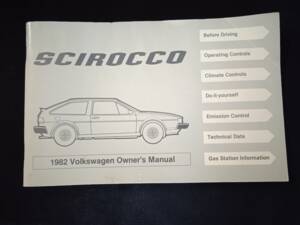 SCIROCCO
1982 Volkswagen Owner's Manual
Before Driving
Operating Controls
Climate Controls
Do-it-yourself
Emission Control
Technical Data
Gas Station Information